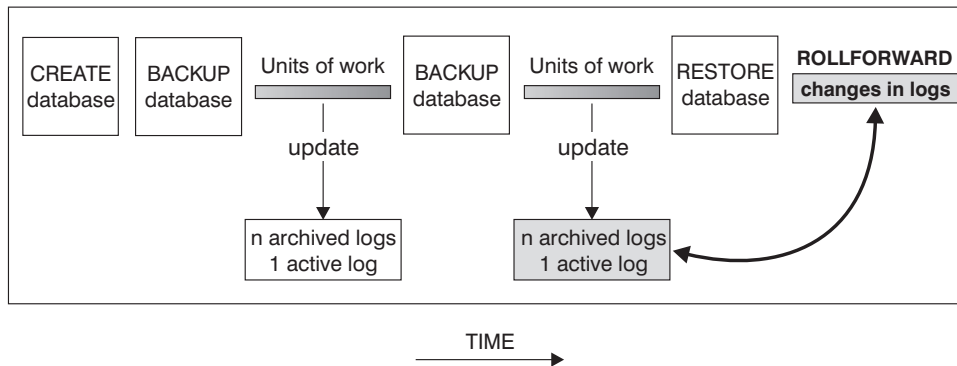 CREATE
database
BACKUP
database
Units of work
update
n archived logs
1 active log
BACKUP
database
Units of work
update
n archived logs
1 active log
RESTORE
database
ROLLFORWARD
changes in logs
TIME